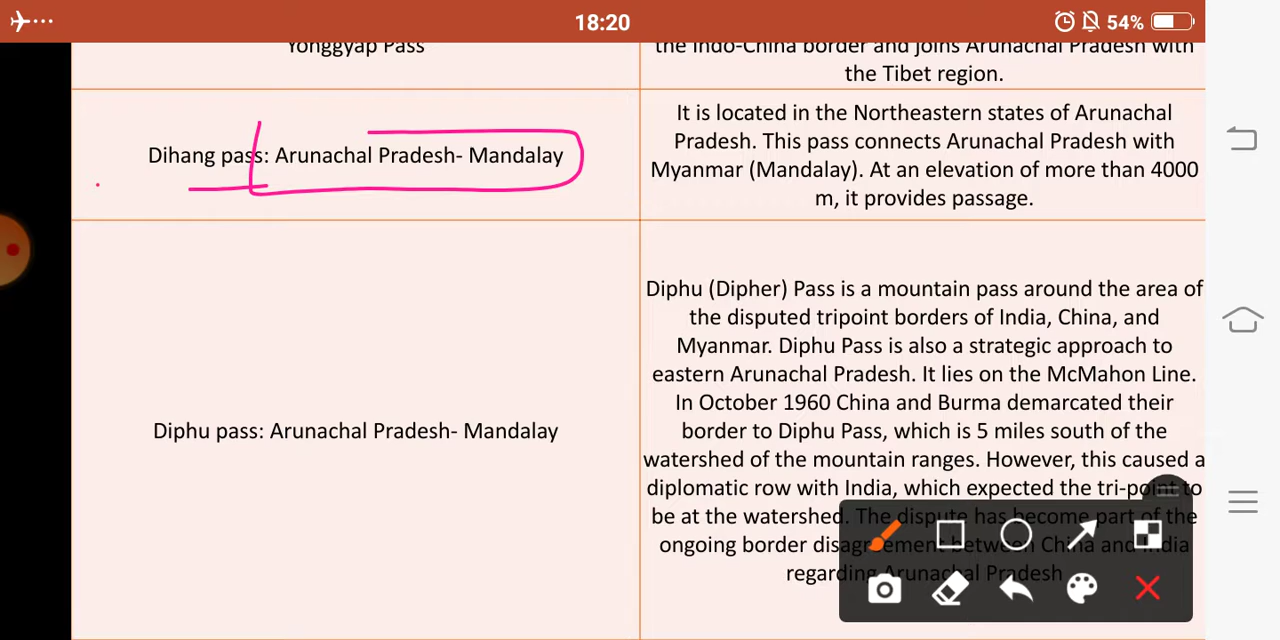 18:20
54%
Yonggyap Pass
the Indo-China border and joins Arunachal Pradesh with
the Tibet region.
Dihang pass: Arunachal Pradesh- Mandalay
It is located in the Northeastern states of Arunachal
Pradesh. This pass connects Arunachal Pradesh with
Myanmar (Mandalay). At an elevation of more than 4000
m, it provides passage.
Diphu pass: Arunachal Pradesh- Mandalay
Diphu (Dipher) Pass is a mountain pass around the area of
the disputed tripoint borders of India, China, and
Myanmar. Diphu Pass is also a strategic approach to
eastern Arunachal Pradesh. It lies on the McMahon Line.
In October 1960 China and Burma demarcated their
border to Diphu Pass, which is 5 miles south of the
watershed of the mountain ranges. However, this caused a
diplomatic row with India, which expected the tri-point to
be at the watershed. The dispute has become part of the
ongoing border disagreement between China and India
regarding Arunachal Pradesh